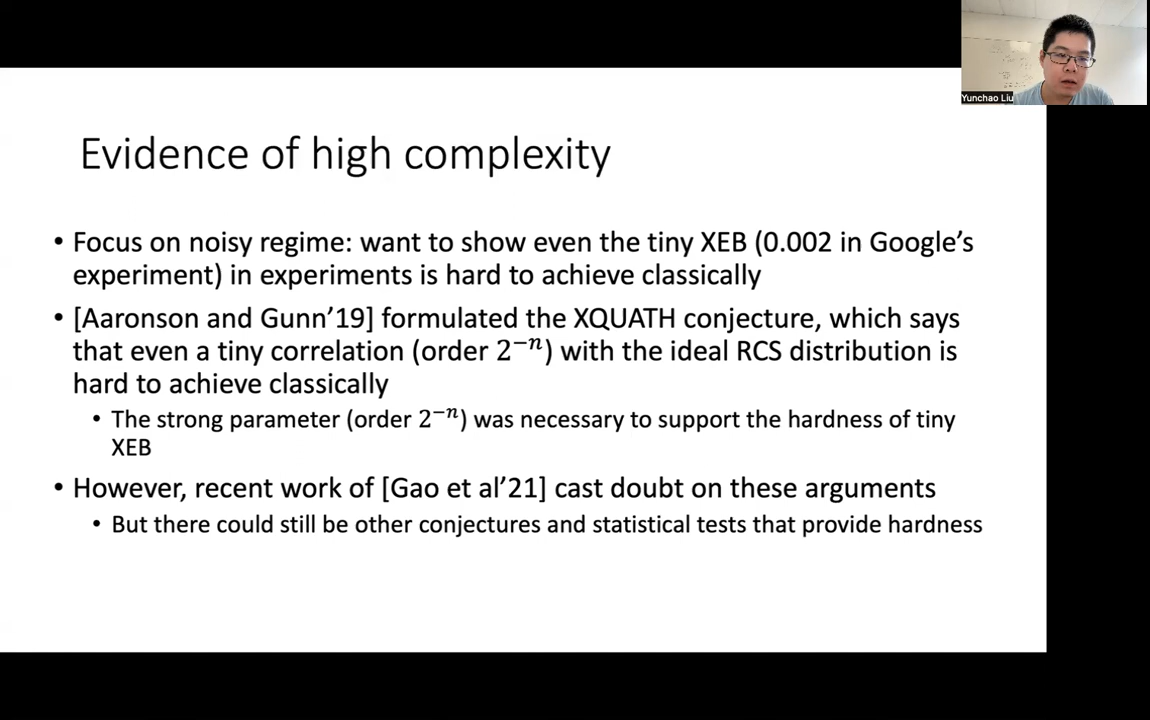 Yunchao Liu
Evidence of high complexity
• Focus on noisy regime: want to show even the tiny XEB (0.002 in Google’s
experiment) in experiments is hard to achieve classically
• [Aaronson and Gunn’19] formulated the XQUATH conjecture, which says
that even a tiny correlation (order 2⁻ⁿ) with the ideal RCS distribution is
hard to achieve classically
• The strong parameter (order 2⁻ⁿ) was necessary to support the hardness of tiny
XEB
• However, recent work of [Gao et al’21] cast doubt on these arguments
• But there could still be other conjectures and statistical tests that provide hardness